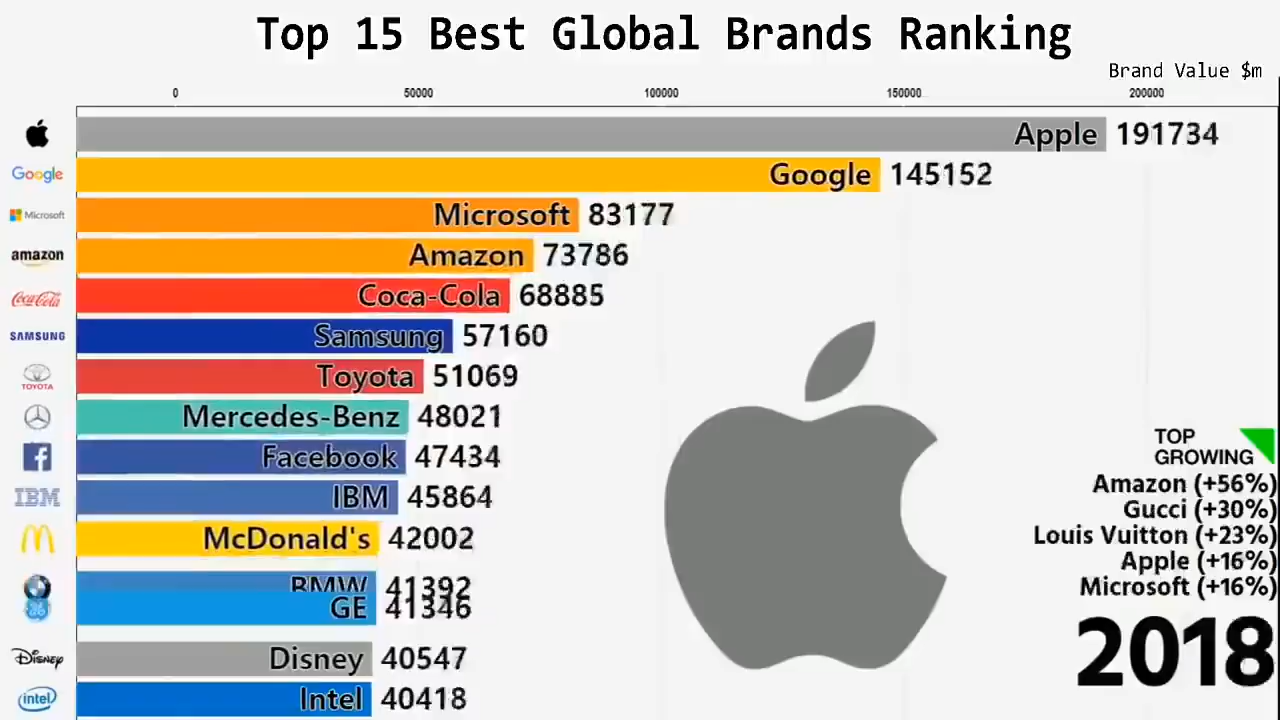 Top 15 Best Global Brands Ranking
Brand Value $m
0 50000 100000 150000 200000
Apple 191734
Google Google 145152
Microsoft Microsoft 83177
amazon Amazon 73786
Coca-Cola Coca-Cola 68885
SAMSUNG Samsung 57160
TOYOTA Toyota 51069
Mercedes-Benz 48021
Facebook 47434
IBM IBM 45864
McDonald's 42002
BMW 41392
GE 41346
Disney Disney 40547
intel Intel 40418
TOP
GROWING
Amazon (+56%)
Gucci (+30%)
Louis Vuitton (+23%)
Apple (+16%)
Microsoft (+16%)
2018